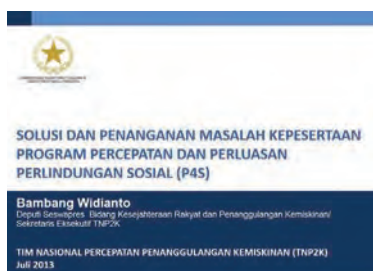 SOLUSI DAN PENANGANAN MASALAH KEPESERTAAN
PROGRAM PERCEPATAN DAN PERLUASAN
PERLINDUNGAN SOSIAL (P4S)
Bambang Widianto
Deputi Seswapres Bidang Kesejahteraan Rakyat dan Penanggulangan Kemiskinan/
Sekretaris Eksekutif TNP2K
TIM NASIONAL PERCEPATAN PENANGGULANGAN KEMISKINAN (TNP2K)
Juli 2013